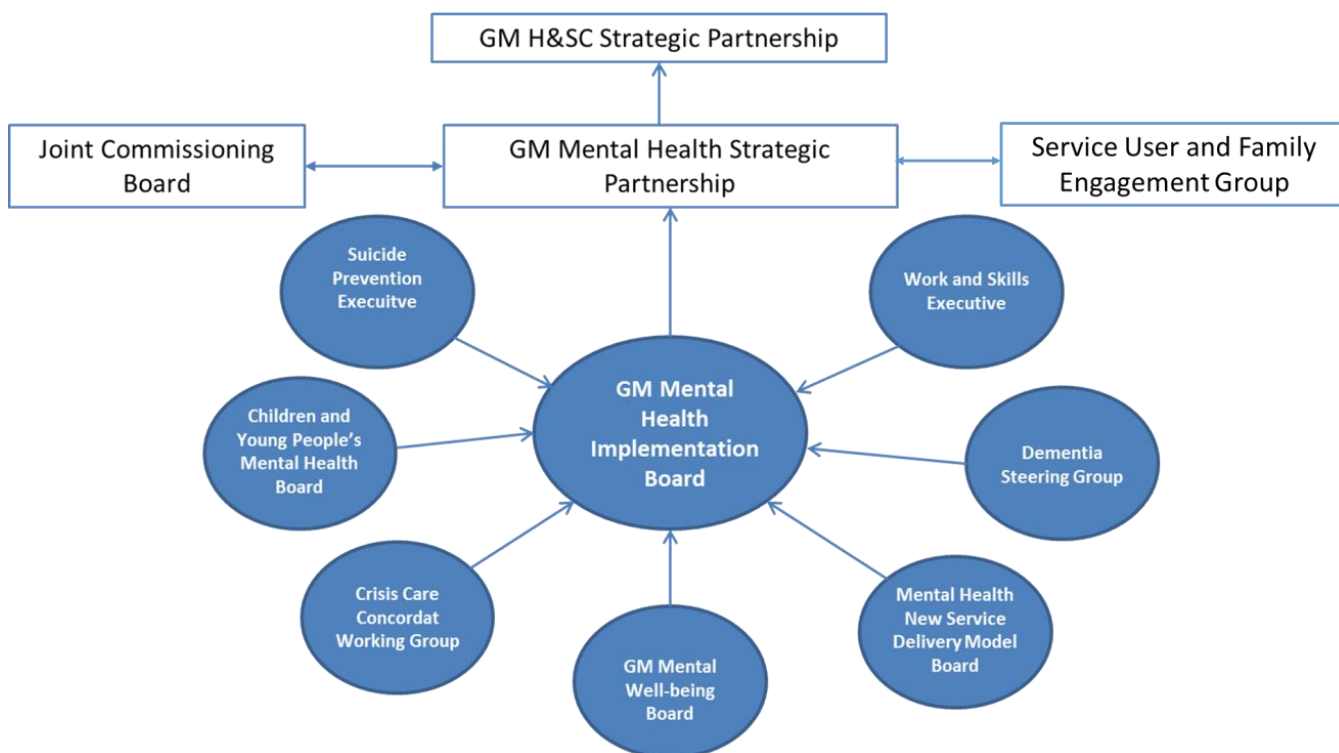 GM H&SC Strategic Partnership
Joint Commissioning
Board
GM Mental Health Strategic
Partnership
Service User and Family
Engagement Group
Suicide
Prevention
Execuitve
Work and Skills
Executive
GM Mental
Health
Implementation
Board
Children and
Young People’s
Mental Health
Board
Dementia
Steering Group
Crisis Care
Concordat
Working Group
GM Mental
Well-being
Board
Mental Health
New Service
Delivery Model
Board